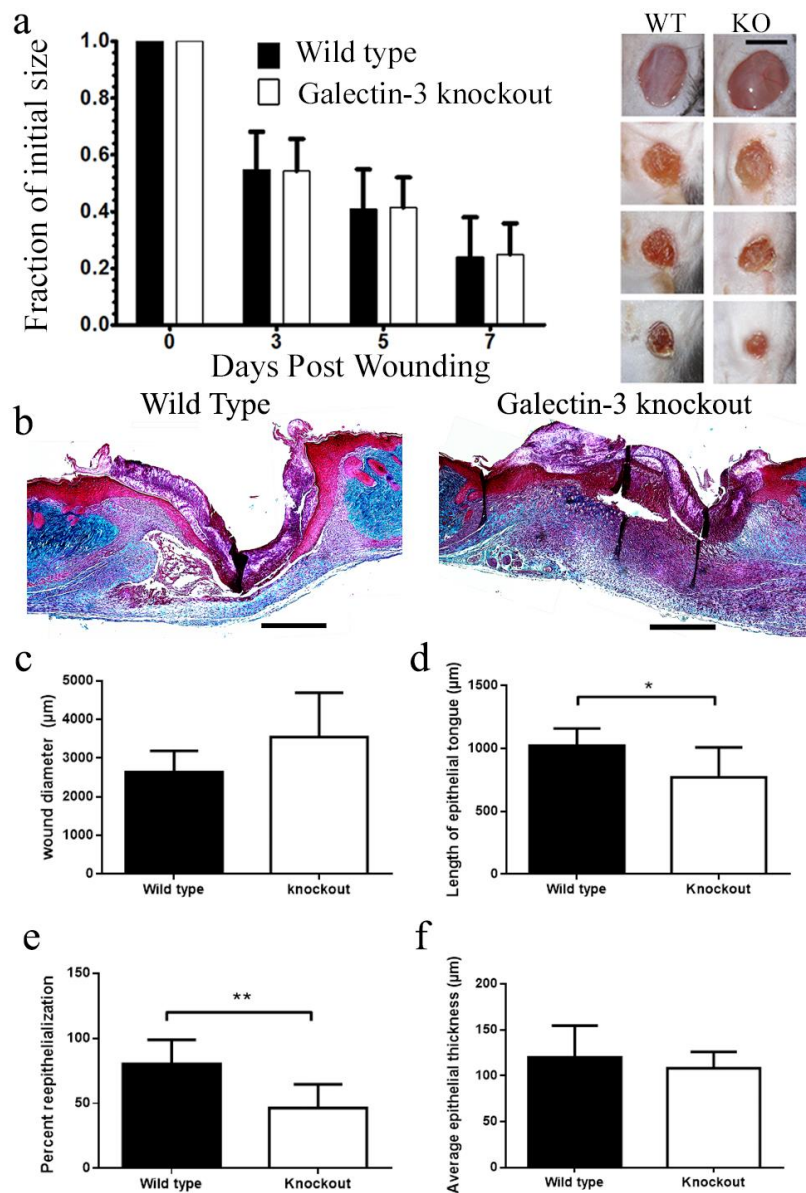 a
WT KO
Wild type
Galectin-3 knockout
Fraction of initial size
1.0
0.8
0.6
0.4
0.2
0.0
0 3 5 7
Days Post Wounding
b
Wild Type Galectin-3 knockout
c
wound diameter (µm)
5000
4000
3000
2000
1000
0
Wild type knockout
d
Length of epithelial tongue (µm)
1500
1000
500
0
*
Wild type Knockout
e
Percent reepithelialization
150
100
50
0
**
Wild type Knockout
f
Average epithelial thickness (µm)
200
150
100
50
0
Wild type Knockout